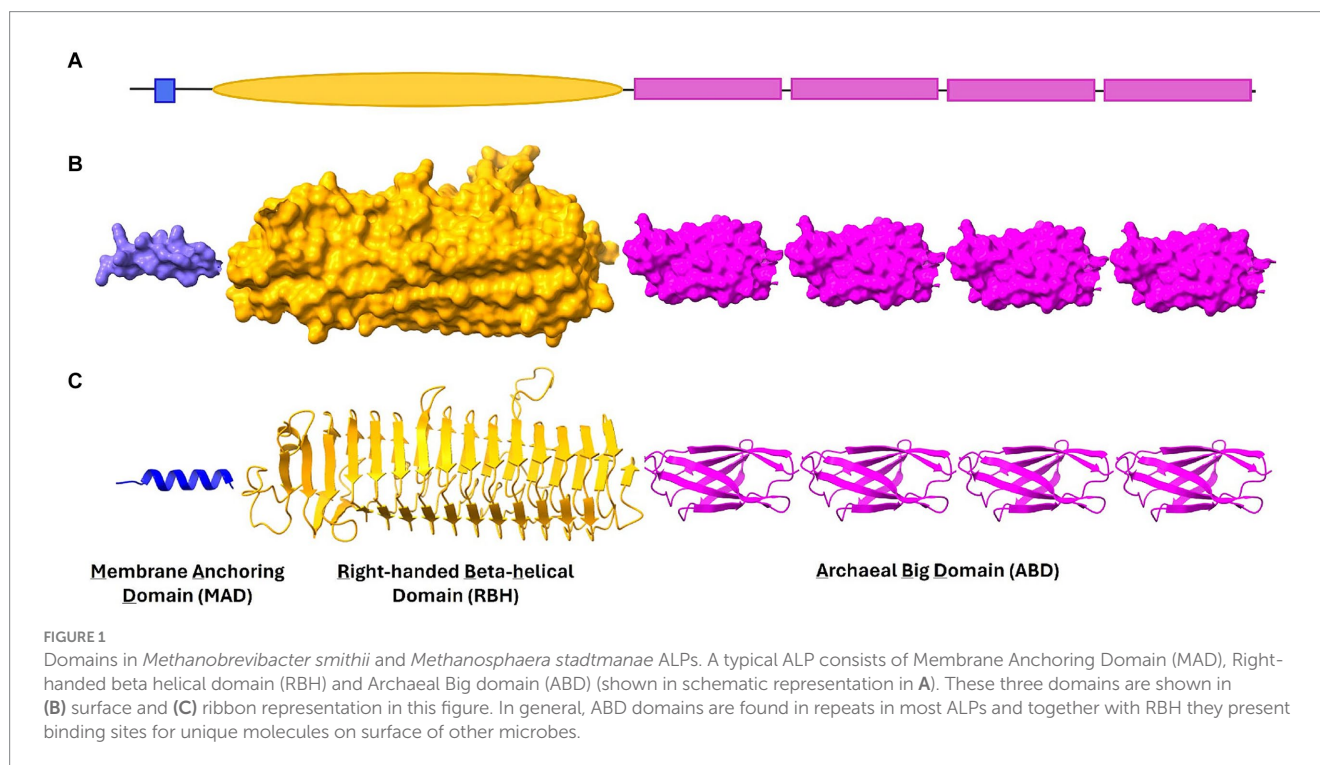 A
B
C
Membrane Anchoring
Domain (MAD)
Right-handed Beta-helical
Domain (RBH)
Archaeal Big Domain (ABD)
FIGURE 1
Domains in Methanobrevibacter smithii and Methanosphaera stadtmanae ALPs. A typical ALP consists of Membrane Anchoring Domain (MAD), Right-
handed beta helical domain (RBH) and Archaeal Big domain (ABD) (shown in schematic representation in A). These three domains are shown in
(B) surface and (C) ribbon representation in this figure. In general, ABD domains are found in repeats in most ALPs and together with RBH they present
binding sites for unique molecules on surface of other microbes.